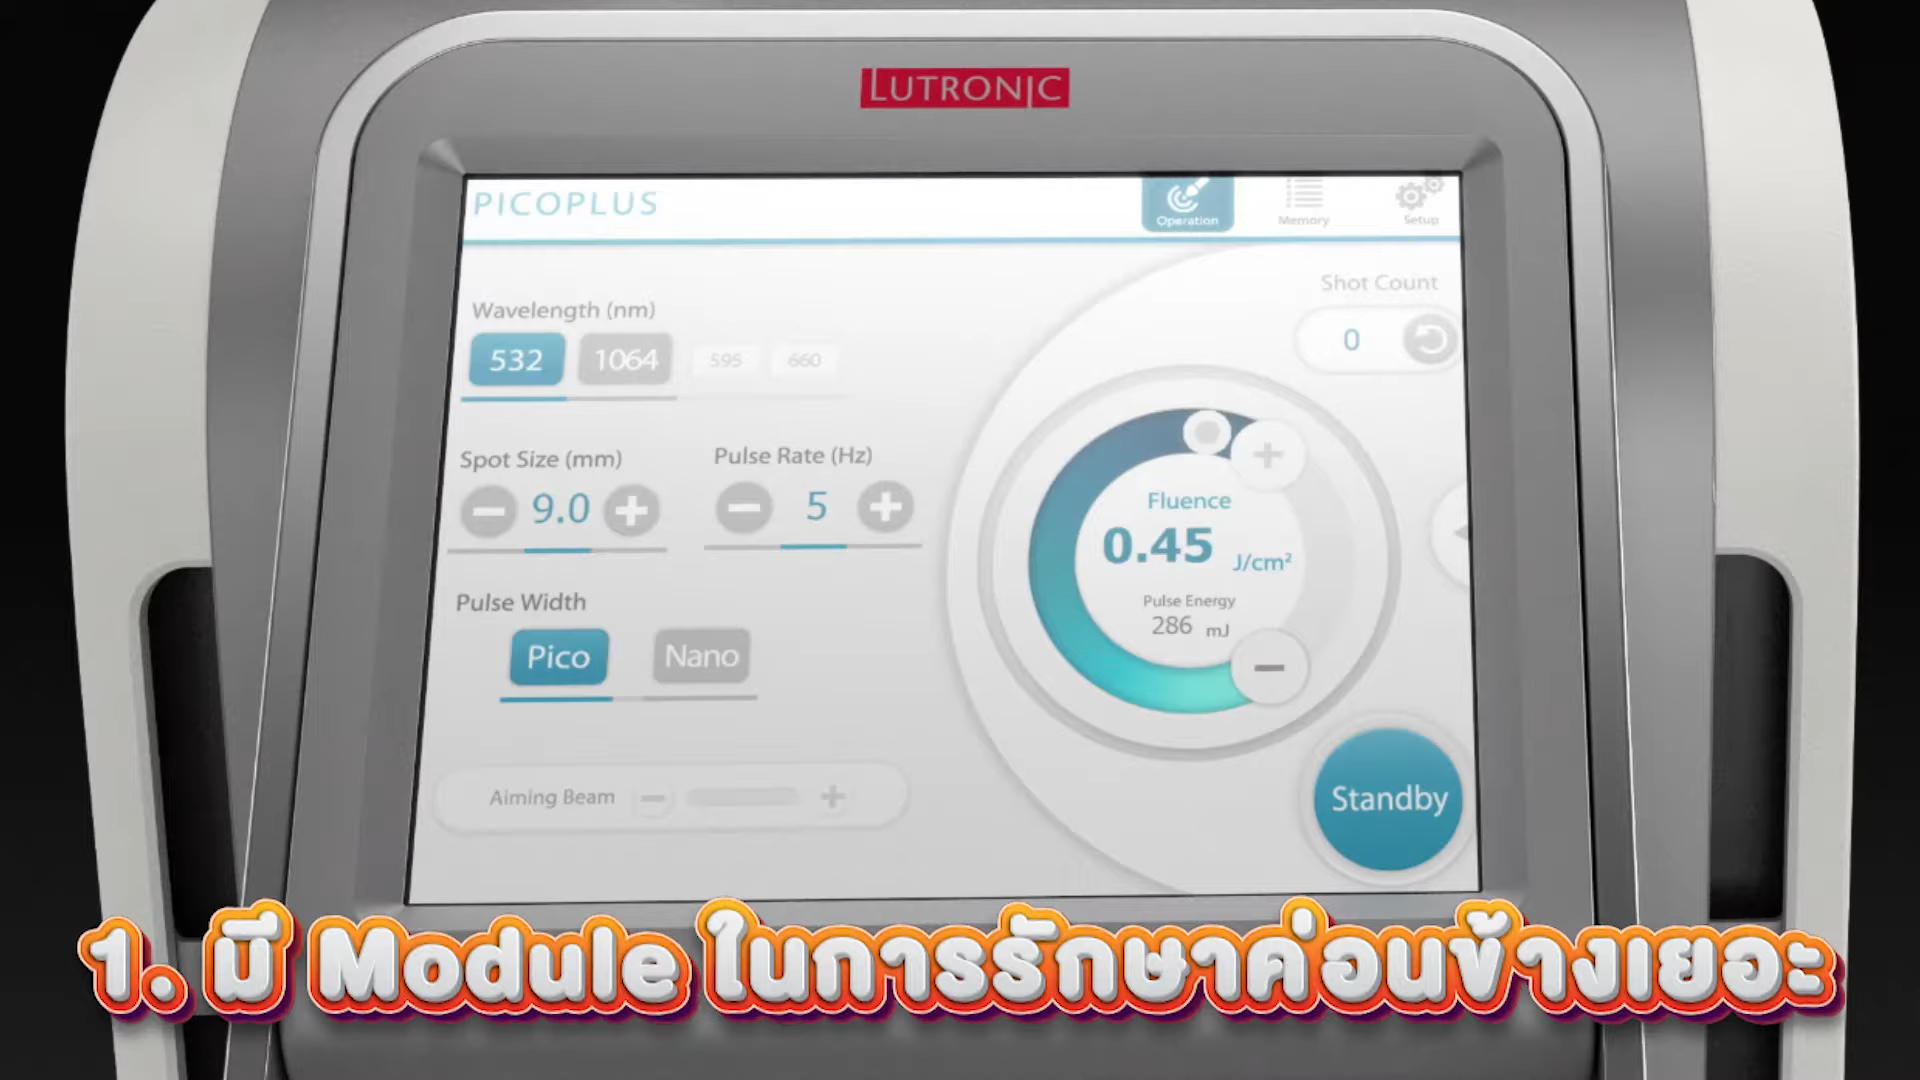 LUTRONIC
PICOPLUS
Operation
Memory
Setup
Wavelength (nm)
532 1064 595 660
Shot Count
0
Spot Size (mm)
9.0
Pulse Rate (Hz)
5
Pulse Width
Pico Nano
Fluence
0.45 J/cm²
Pulse Energy
286 mJ
Aiming Beam
Standby
1. มี Module ในการรักษาค่อนข้างเยอะ